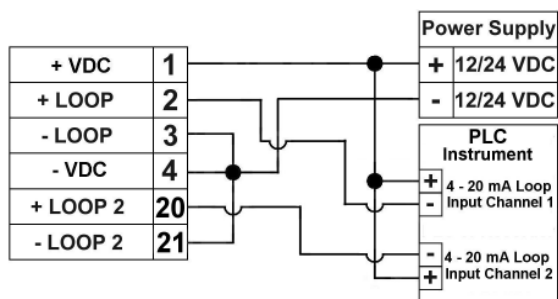 + VDC 1
+ LOOP 2
- LOOP 3
- VDC 4
+ LOOP 2 20
- LOOP 2 21
Power Supply
+ 12/24 VDC
- 12/24 VDC
PLC
Instrument
+ 4 - 20 mA Loop
- Input Channel 1
- 4 - 20 mA Loop
+ Input Channel 2